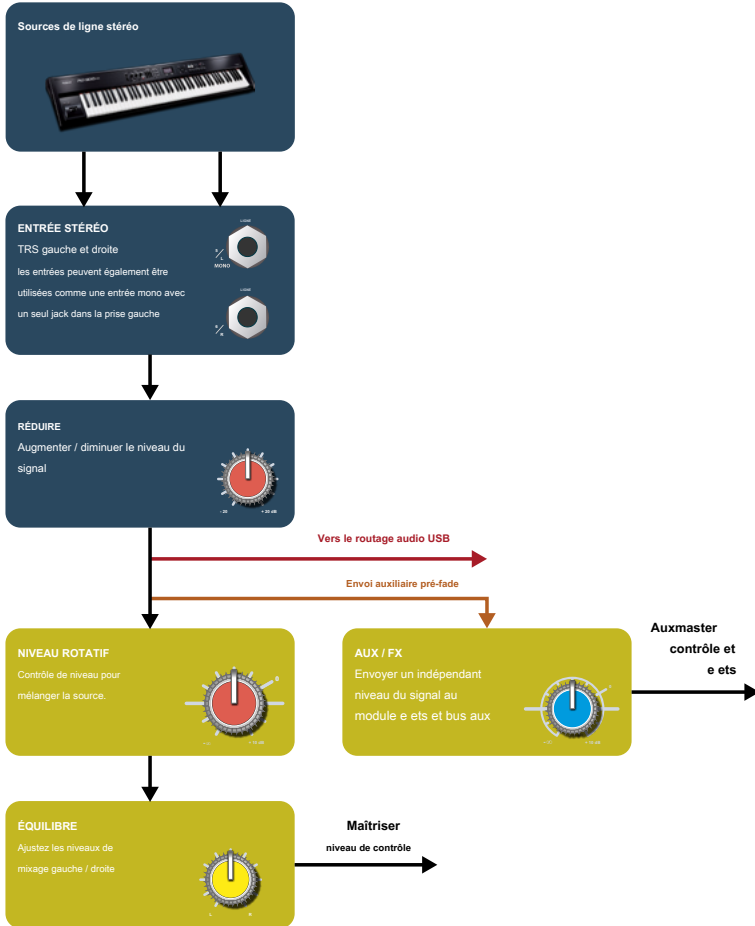 Sources de ligne stéréo
ENTRÉE STÉRÉO
TRS gauche et droite
les entrées peuvent également être
utilisées comme une entrée mono avec
un seul jack dans la prise gauche
LIGNE
L
MONO
LIGNE
R
RÉDUIRE
Augmenter / diminuer le niveau du
signal
- 20
+ 20 dB
Vers le routage audio USB
Envoi auxiliaire pré-fade
NIVEAU ROTATIF
Contrôle de niveau pour
mélanger la source.
AUX / FX
Envoyer un indépendant
niveau du signal au
module e ets et bus aux
Auxmaster
contrôle et
e ets
ÉQUILIBRE
Ajustez les niveaux de
mixage gauche / droite
L
R
Maîtriser
niveau de contrôle